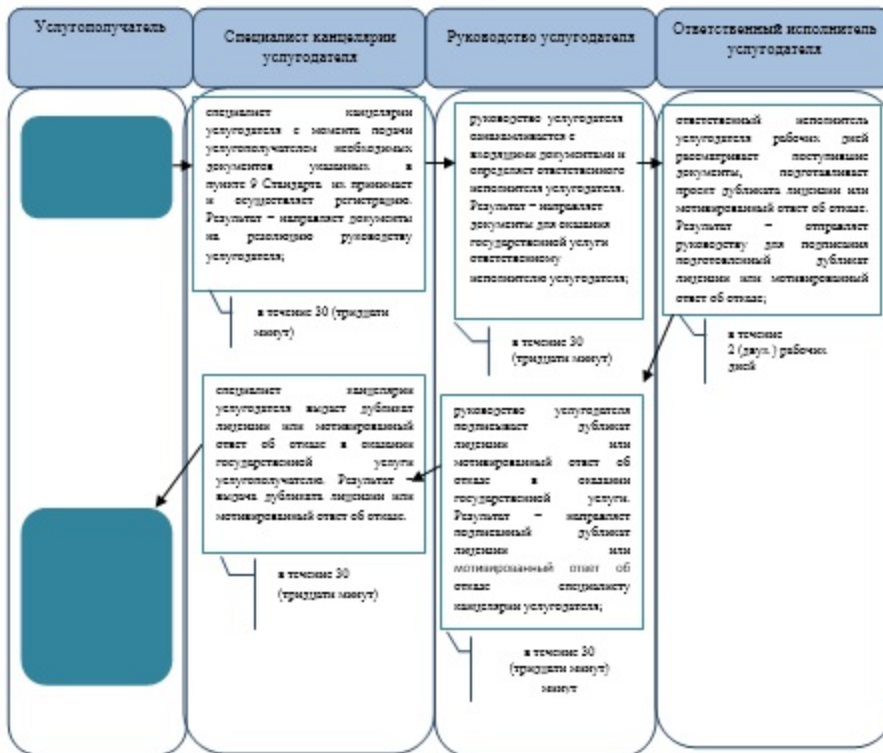 Услугополучатель
Специалист канцелярии
услугодателя
Руководство услугодателя
Ответственный исполнитель
услугодателя
специалист канцелярии
услугодателя с момента подачи
услугополучателем необходимых
документов указанных в
пункте 9 Стандарта их принимает
и осуществляет регистрацию.
Результат – направляет документы
на резолюцию руководству
услугодателя;
в течение 30 (тридцати
минут)
руководство услугодателя
ознакамливается с
входящими документами и
определяет ответственного
исполнителя услугодателя.
Результат – направляет
документы для оказания
государственной услуги
ответственному
исполнителю услугодателя;
в течение 30
(тридцати минут)
ответственный исполнитель
услугодателя рабочих дней
рассматривает поступившие
документы, подготавливает
проект дубликата лицензии или
мотивированный ответ об отказе.
Результат – отправляет
руководству для подписания
подготовленный дубликат
лицензии или мотивированный
ответ об отказе;
в течение
2 (двух) рабочих
дней
руководство услугодателя
подписывает дубликат
лицензии или
мотивированный ответ об
отказе в оказании
государственной услуги.
Результат – направляет
подписанный дубликат
лицензии или
мотивированный ответ об
отказе специалисту
канцелярии услугодателя;
в течение 30
(тридцати минут)
минут
специалист канцелярии
услугодателя выдает дубликат
лицензии или мотивированный
ответ об отказе в оказании
государственной услуги
услугополучателю. Результат –
выдача дубликата лицензии или
мотивированный ответ об отказе.
в течение 30
(тридцати минут)